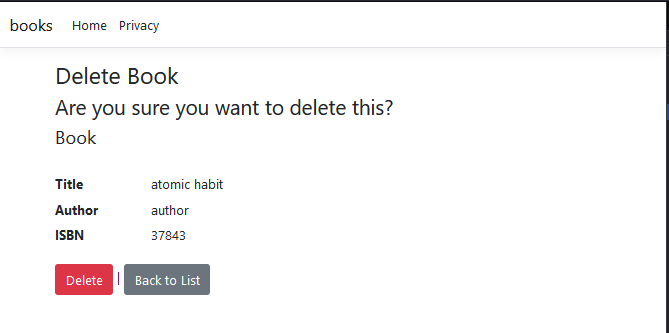 books Home Privacy
Delete Book
Are you sure you want to delete this?
Book
Title atomic habit
Author author
ISBN 37843
Delete | Back to List